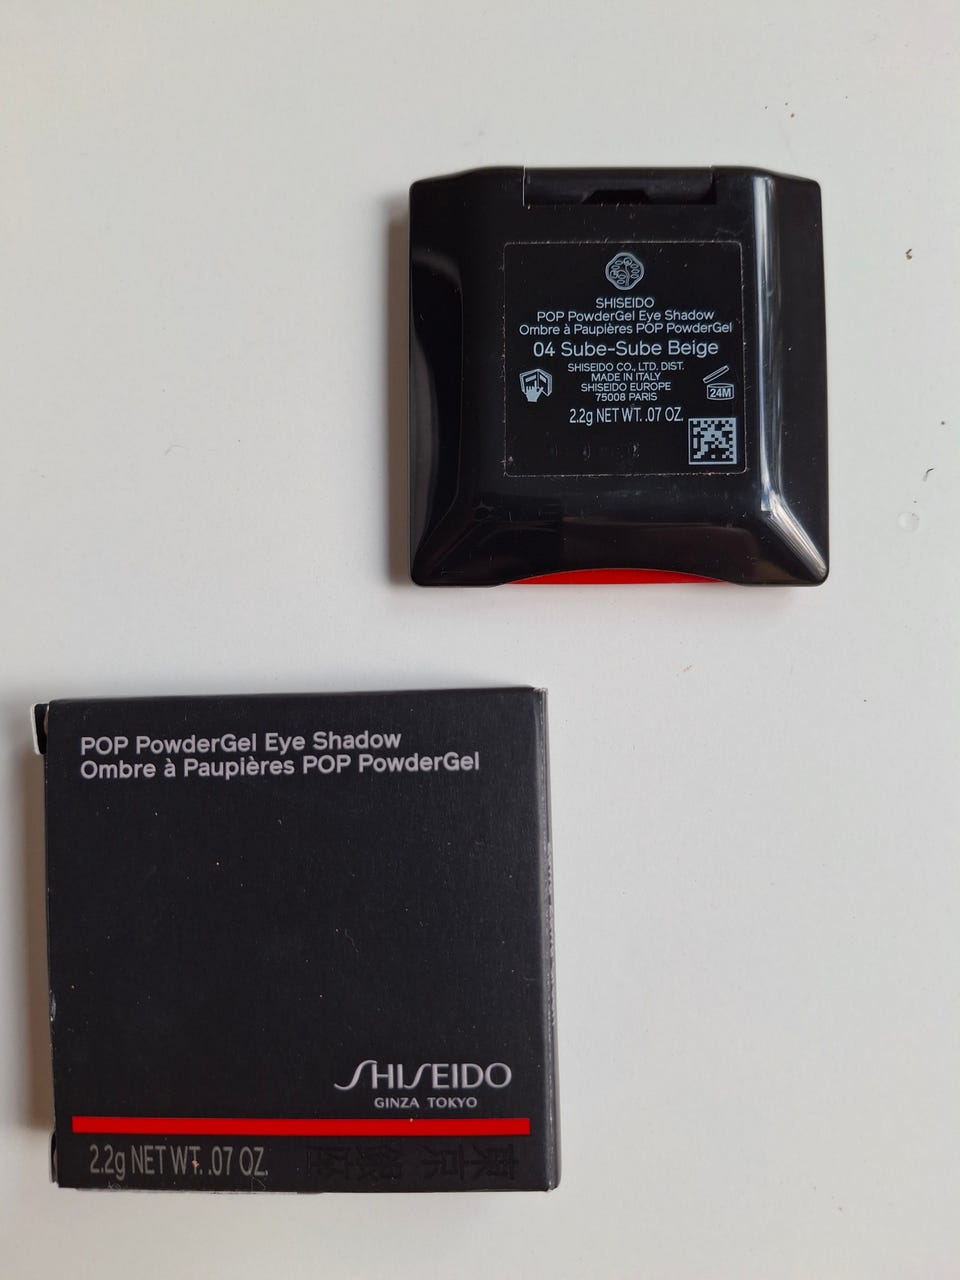 SHISEIDO
POP PowderGel Eye Shadow
Ombre à Paupières POP PowderGel
04 Sube-Sube Beige
SHISEIDO CO., LTD. DIST.
MADE IN ITALY
SHISEIDO EUROPE
75008 PARIS
24M
2.2g NET WT. .07 OZ.
POP PowderGel Eye Shadow
Ombre à Paupières POP PowderGel
SHISEIDO
GINZA TOKYO
2.2g NET WT. .07 OZ.